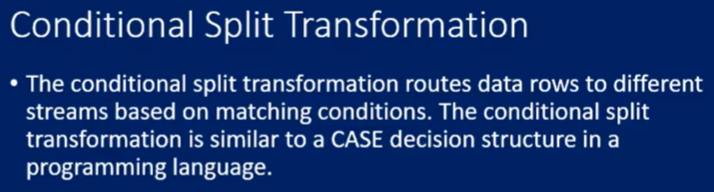 Conditional Split Transformation
• The conditional split transformation routes data rows to different
streams based on matching conditions. The conditional split
transformation is similar to a CASE decision structure in a
programming language.